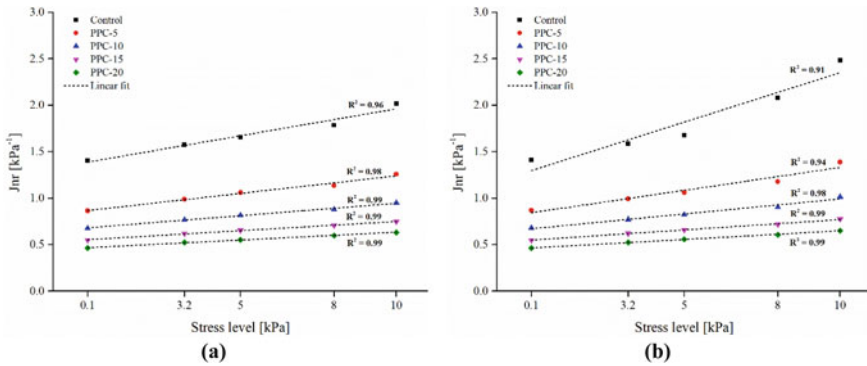 3.0
2.5
2.0
1.5
1.0
0.5
0.0
Jnr [kPa⁻¹]
Control
PPC-5
PPC-10
PPC-15
PPC-20
Linear fit
R² = 0.96
R² = 0.98
R² = 0.99
R² = 0.99
R² = 0.99
0.1 3.2 5 8 10
Stress level [kPa]
(a)
3.0
2.5
2.0
1.5
1.0
0.5
0.0
Jnr [kPa⁻¹]
Control
PPC-5
PPC-10
PPC-15
PPC-20
Linear fit
R² = 0.91
R² = 0.94
R² = 0.98
R² = 0.99
R² = 0.99
0.1 3.2 5 8 10
Stress level [kPa]
(b)